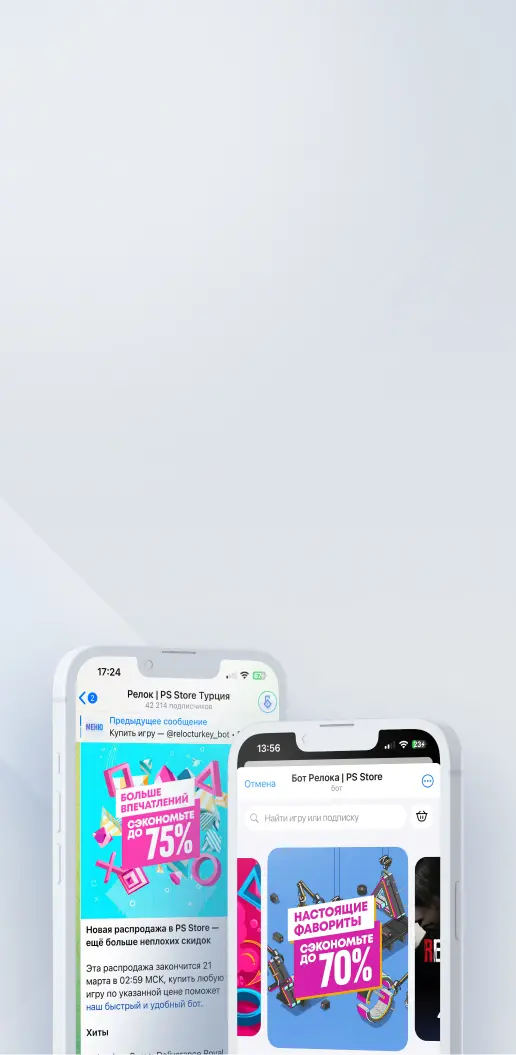 17:24
2
Релок | PS Store Турция
42 214 подписчиков
МЕНЮ
Предыдущее сообщение
Купить игру — @relocturkey_bot •
БОЛЬШЕ
ВПЕЧАТЛЕНИЙ
СЭКОНОМЬТЕ
ДО 75%
Новая распродажа в PS Store —
ещё больше неплохих скидок
Эта распродажа закончится 21
марта в 02:59 МСК, купить любую
игру по указанной цене поможет
наш быстрый и удобный бот.
Хиты
13:56
23
Отмена
Бот Релока | PS Store
бот
Найти игру или подписку
НАСТОЯЩИЕ
ФАВОРИТЫ
СЭКОНОМЬТЕ
ДО 70%